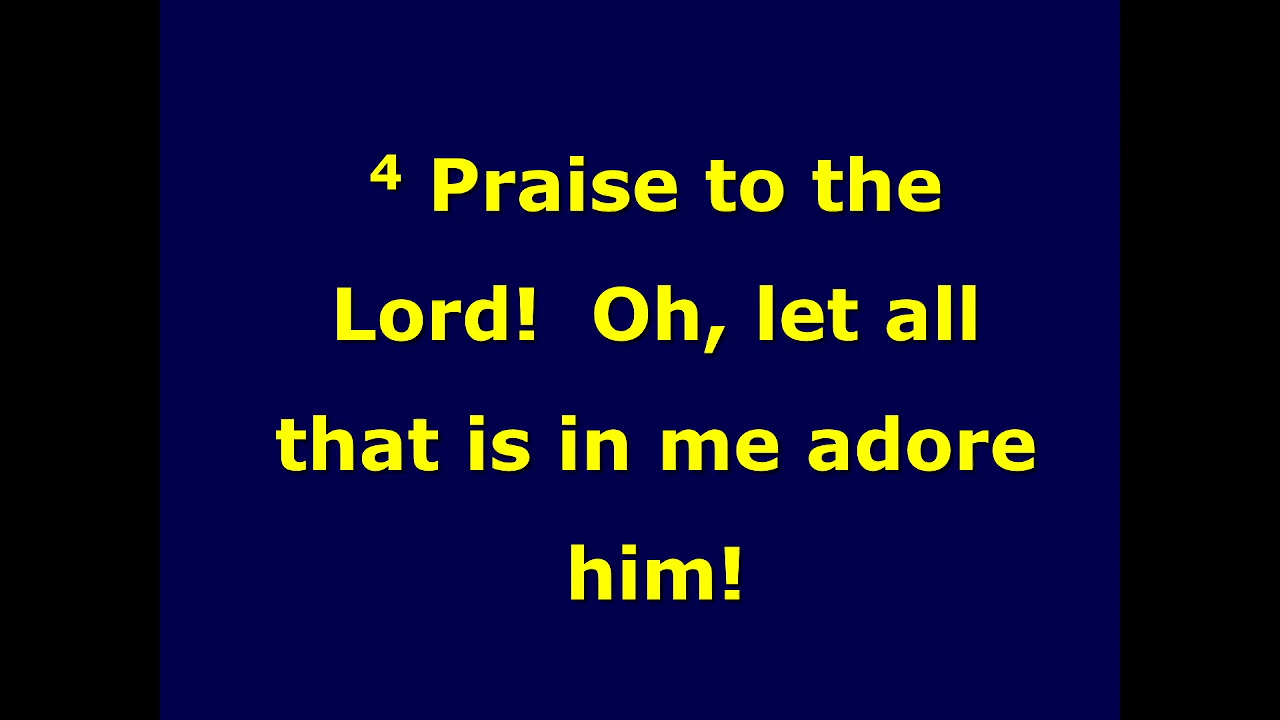 ⁴ Praise to the
Lord!  Oh, let all
that is in me adore
him!